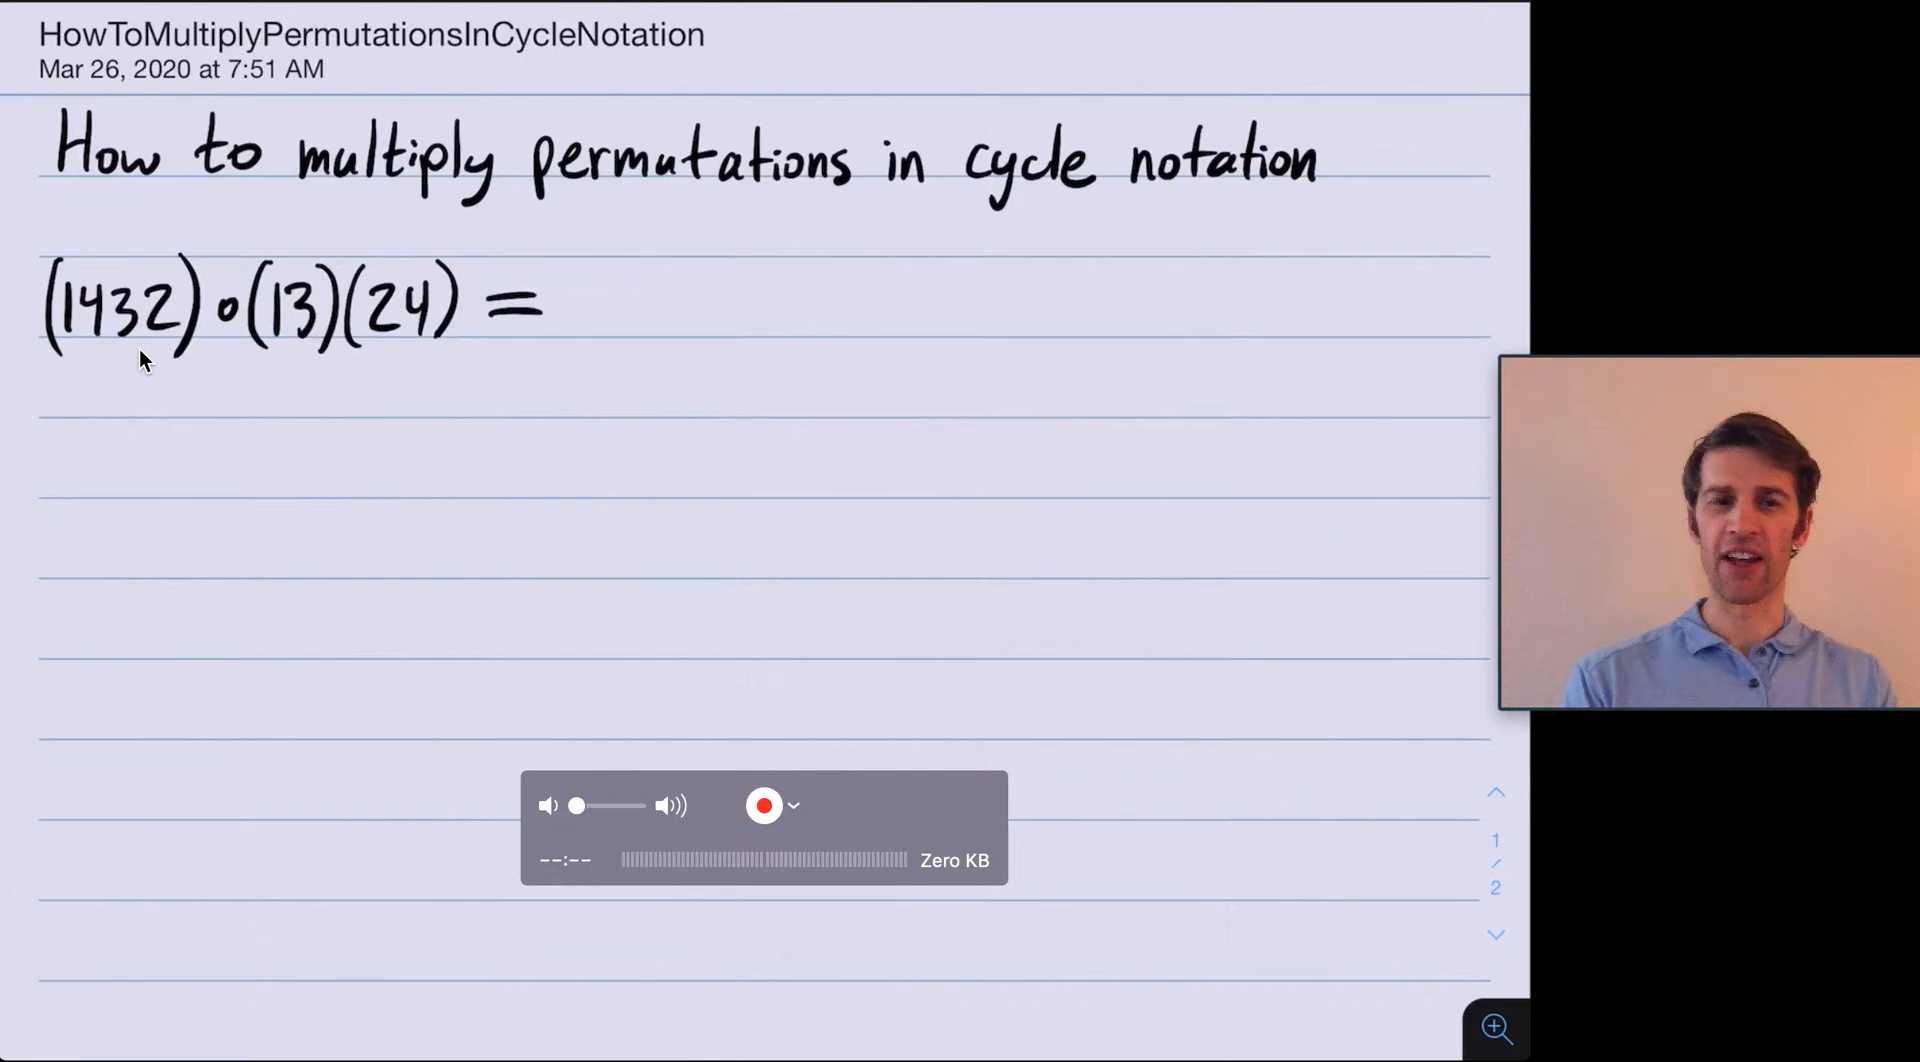 HowToMultiplyPermutationsInCycleNotation
Mar 26, 2020 at 7:51 AM
How to multiply permutations in cycle notation
(1432)∘(13)(24) =
--:-- Zero KB
1
/
2